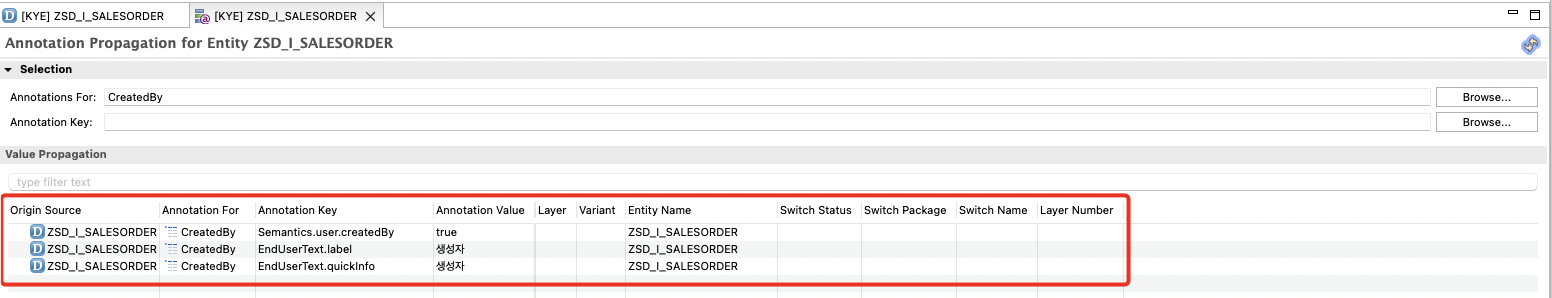 [KYE] ZSD_I_SALESORDER [KYE] ZSD_I_SALESORDER
Annotation Propagation for Entity ZSD_I_SALESORDER
Selection
Annotations For: CreatedBy Browse...
Annotation Key: Browse...
Value Propagation
type filter text
Origin Source Annotation For Annotation Key Annotation Value Layer Variant Entity Name Switch Status Switch Package Switch Name Layer Number
ZSD_I_SALESORDER CreatedBy Semantics.user.createdBy true ZSD_I_SALESORDER
ZSD_I_SALESORDER CreatedBy EndUserText.label 생성자 ZSD_I_SALESORDER
ZSD_I_SALESORDER CreatedBy EndUserText.quickInfo 생성자 ZSD_I_SALESORDER